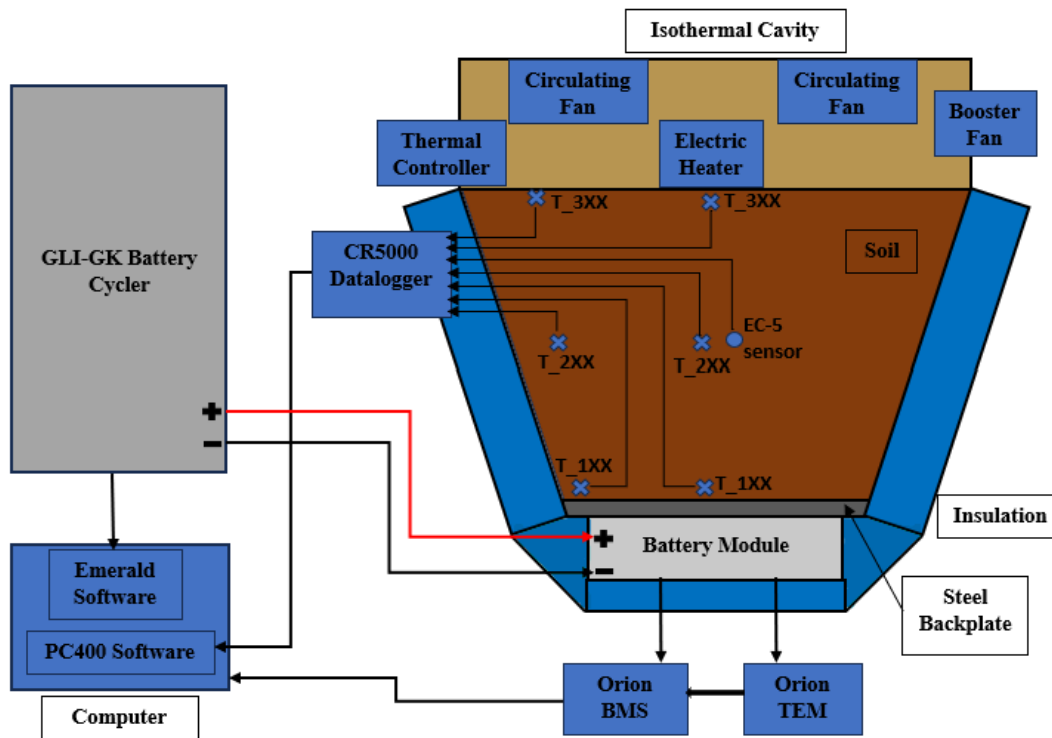 Isothermal Cavity
Circulating
Fan
Circulating
Fan
Booster
Fan
Thermal
Controller
Electric
Heater
T_3XX
T_3XX
GLI-GK Battery
Cycler
CR5000
Datalogger
Soil
EC-5
sensor
T_2XX
T_2XX
+
−
T_1XX
T_1XX
Insulation
+
−
Battery Module
Steel
Backplate
Emerald
Software
PC400 Software
Computer
Orion
BMS
Orion
TEM